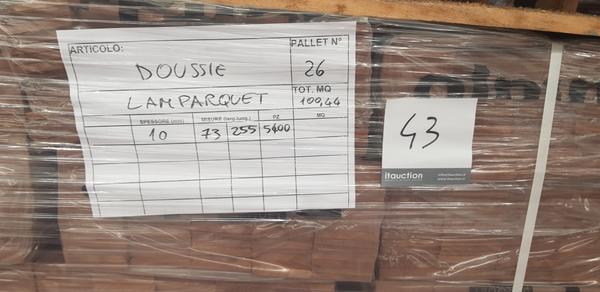 ARTICOLO:
PALLET N°
DOUSSIE
26
LAMPARQUET
TOT. MQ
100,44
SPESSORE (mm)
MISURE (larg.lung.)
PZ
MQ
10
73
255
5400
43
itauction